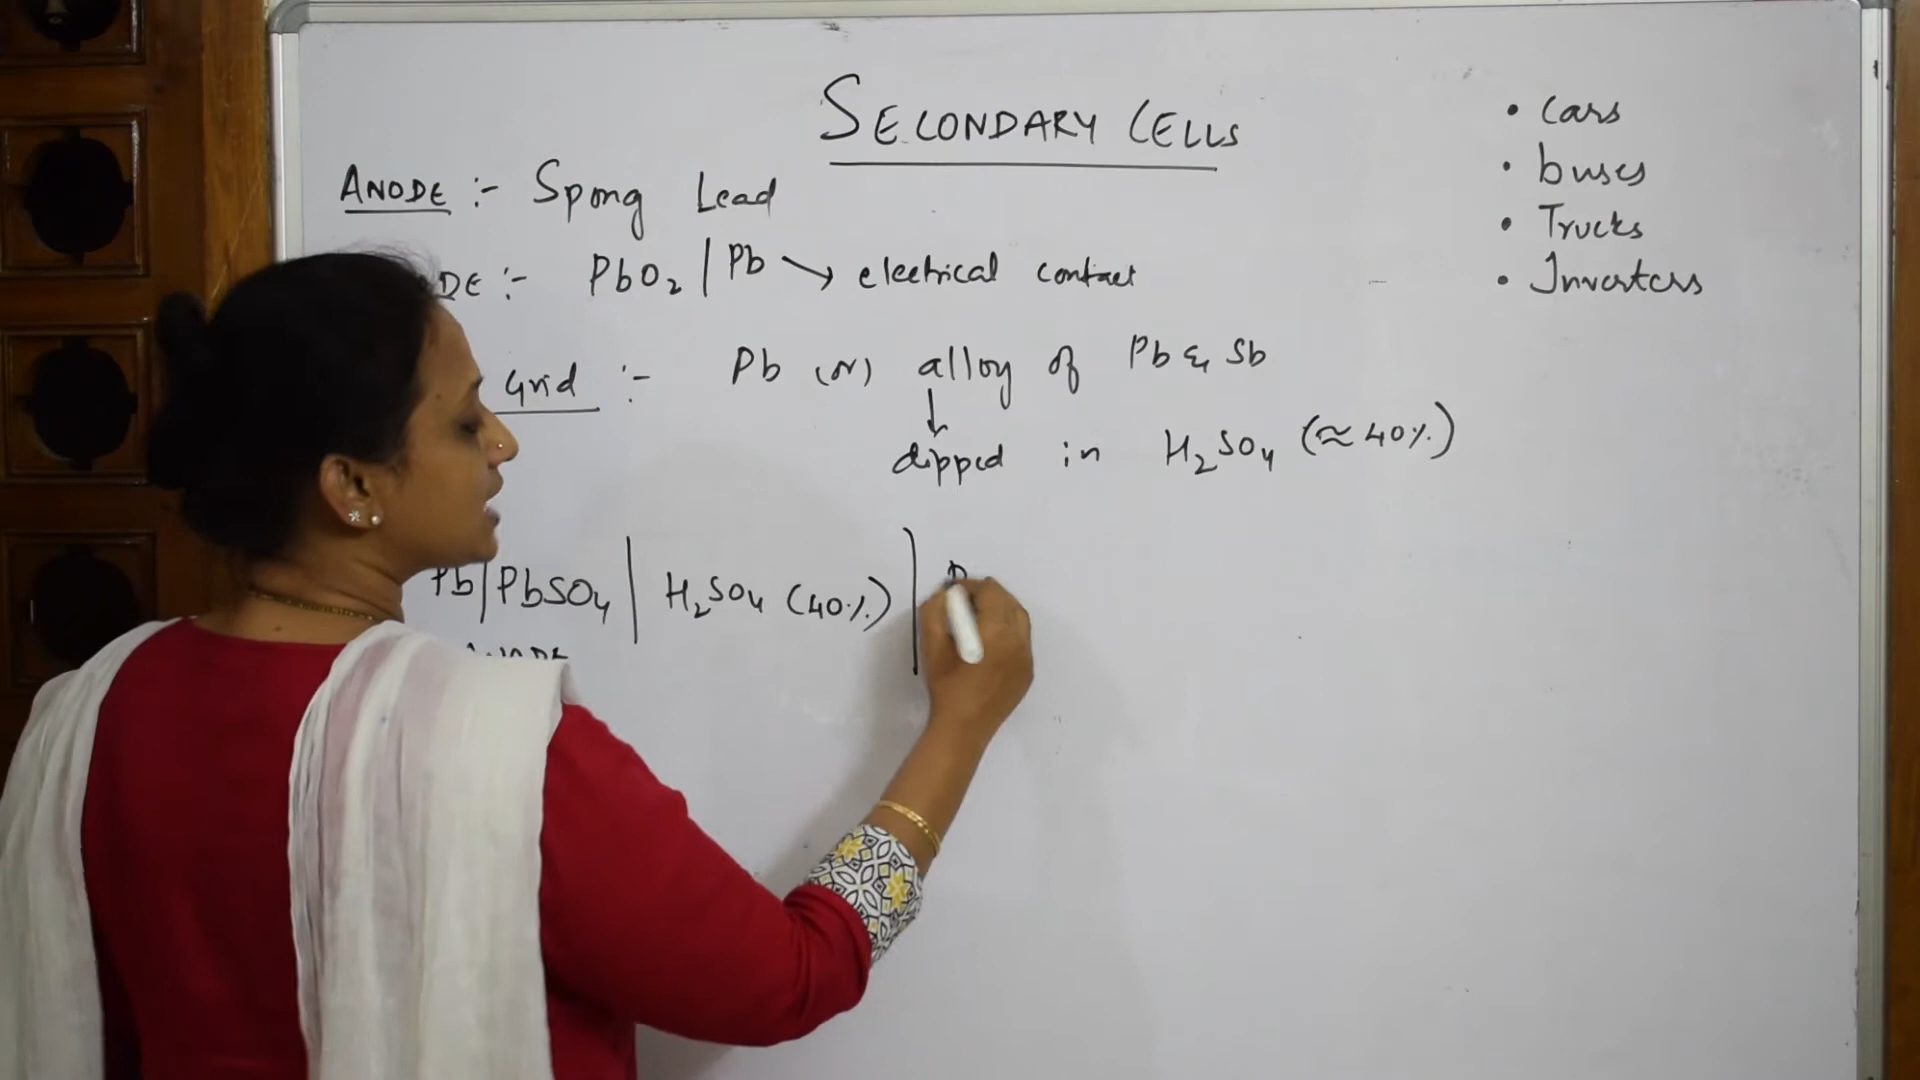 SECONDARY CELLS
ANODE :- Spong Lead
DE :- PbO₂ | Pb → electrical contact
Grid :- Pb (or) alloy of Pb & Sb
↓
dipped in H₂SO₄ (≈ 40%)
Pb|PbSO₄ | H₂SO₄ (40%) |
• Cars
• buses
• Trucks
• Inverters